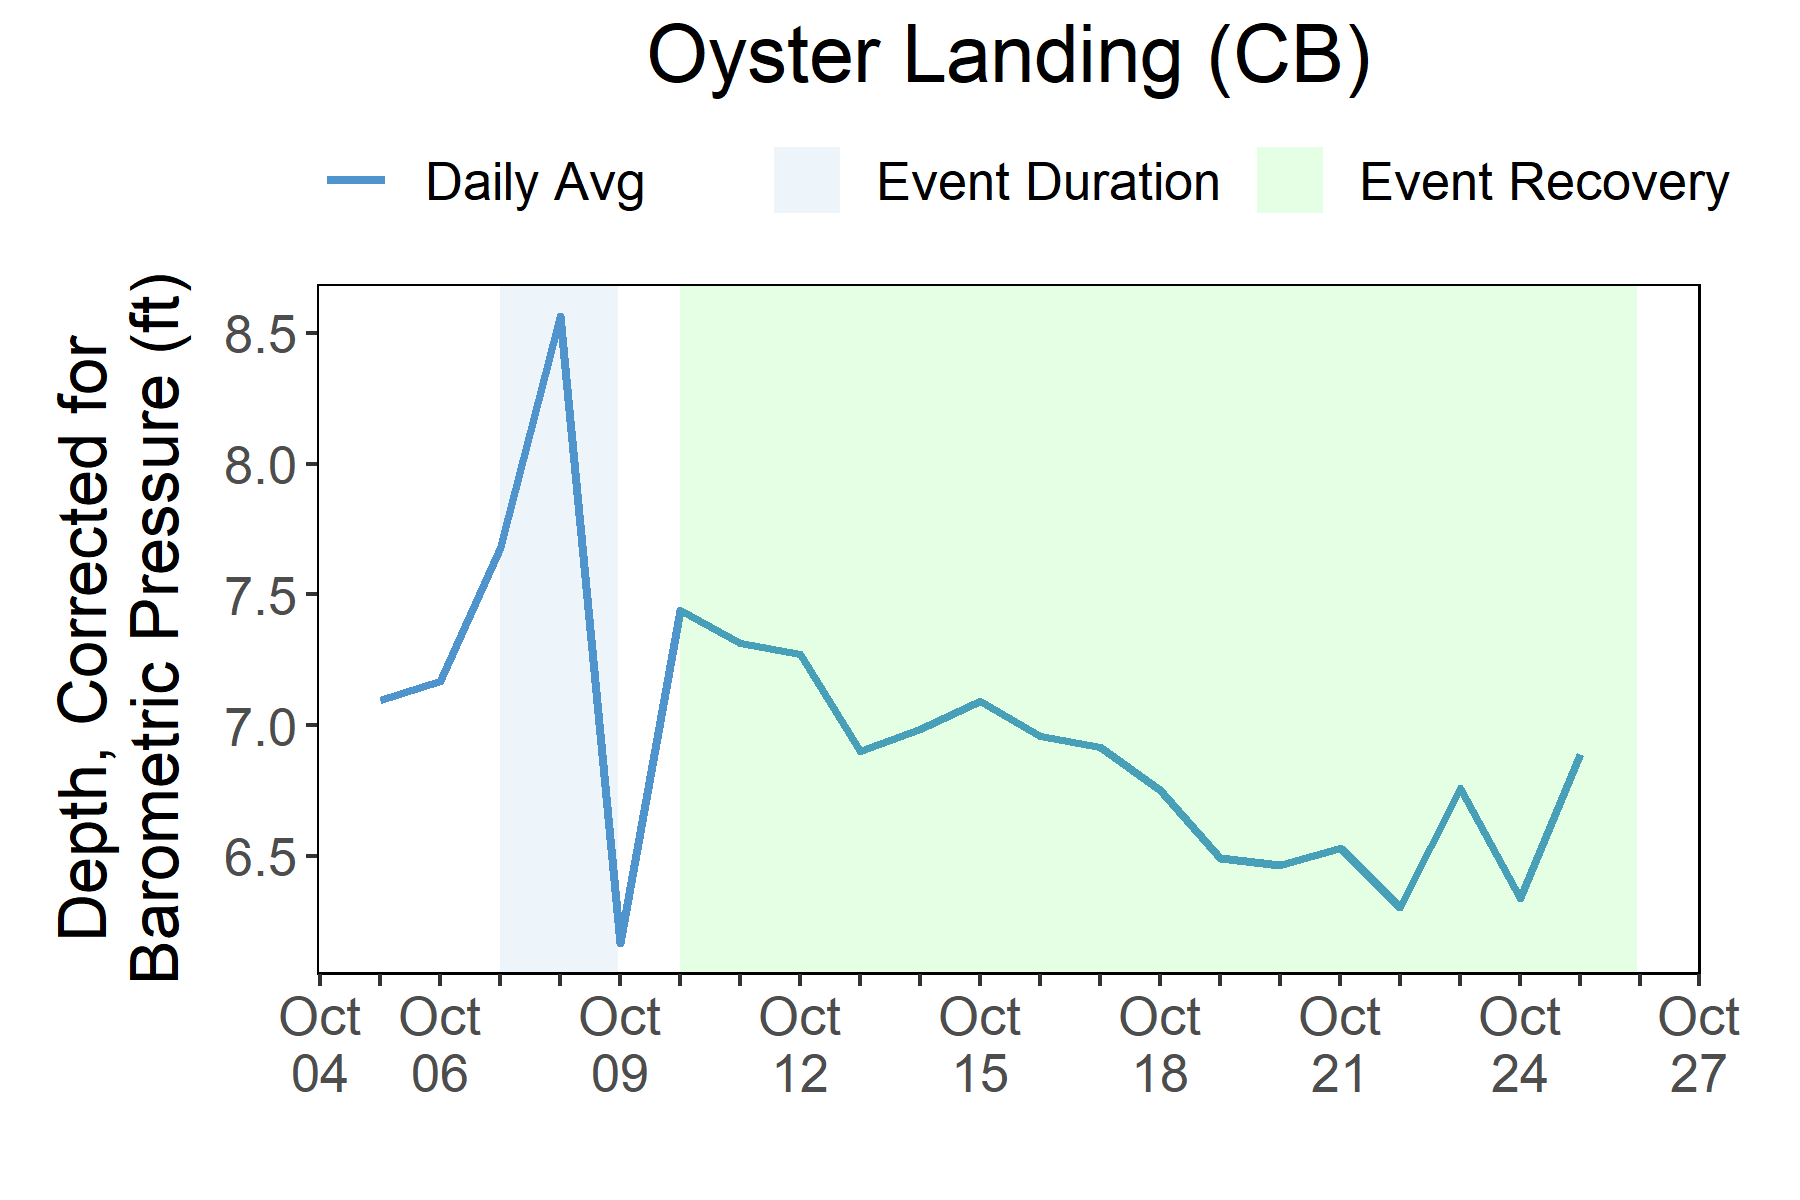 Oyster Landing (CB)
Daily Avg Event Duration Event Recovery
Depth, Corrected for
Barometric Pressure (ft)
8.5
8.0
7.5
7.0
6.5
Oct Oct Oct Oct Oct Oct Oct Oct Oct
04 06 09 12 15 18 21 24 27